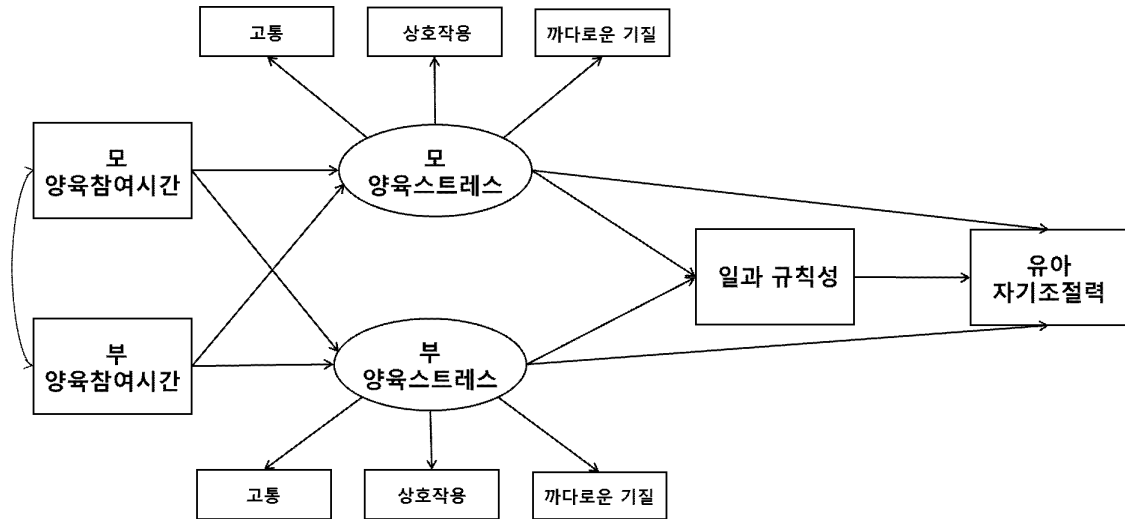 고통
상호작용
까다로운 기질
모
양육참여시간
모
양육스트레스
일과 규칙성
유아
자기조절력
부
양육참여시간
부
양육스트레스
고통
상호작용
까다로운 기질